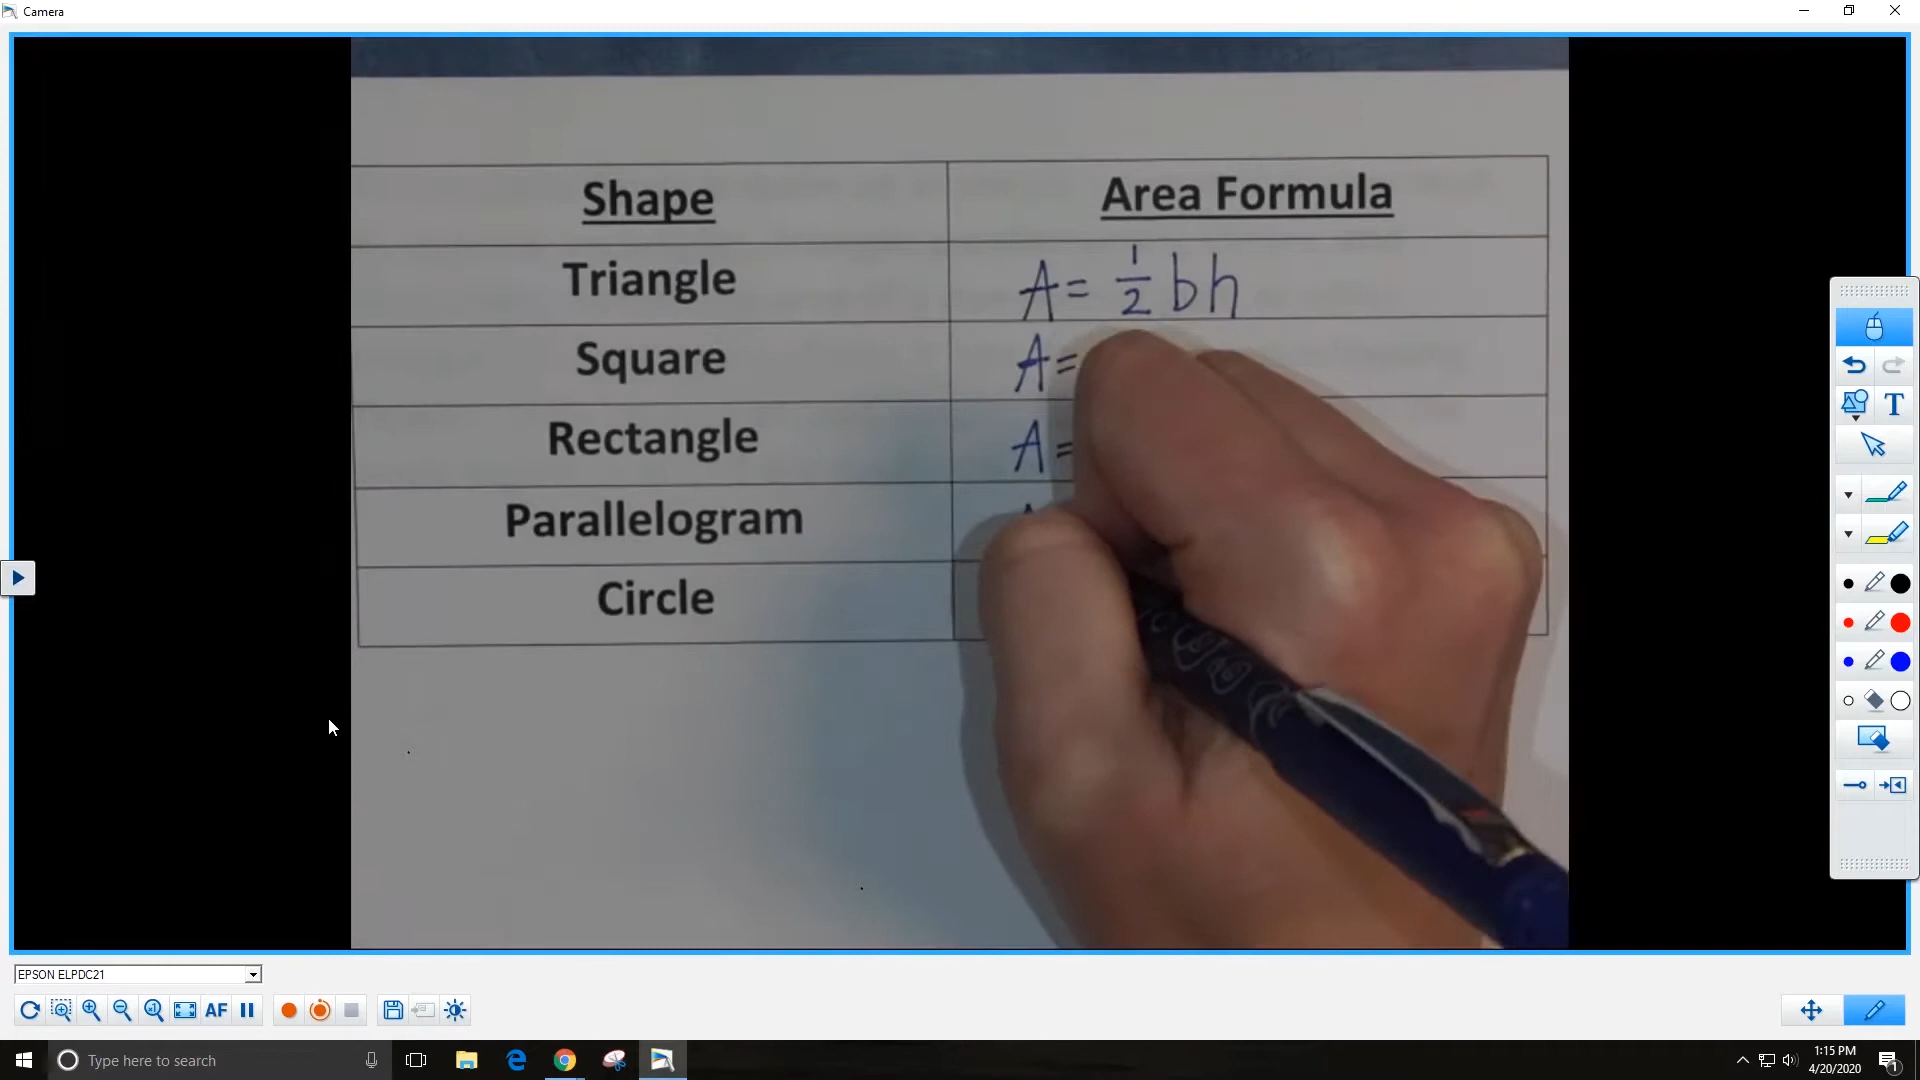 Camera
Shape Area Formula
Triangle A = 1/2 bh
Square A =
Rectangle A =
Parallelogram
Circle
T
EPSON ELPDC21
AF
Type here to search
1:15 PM
4/20/2020
1